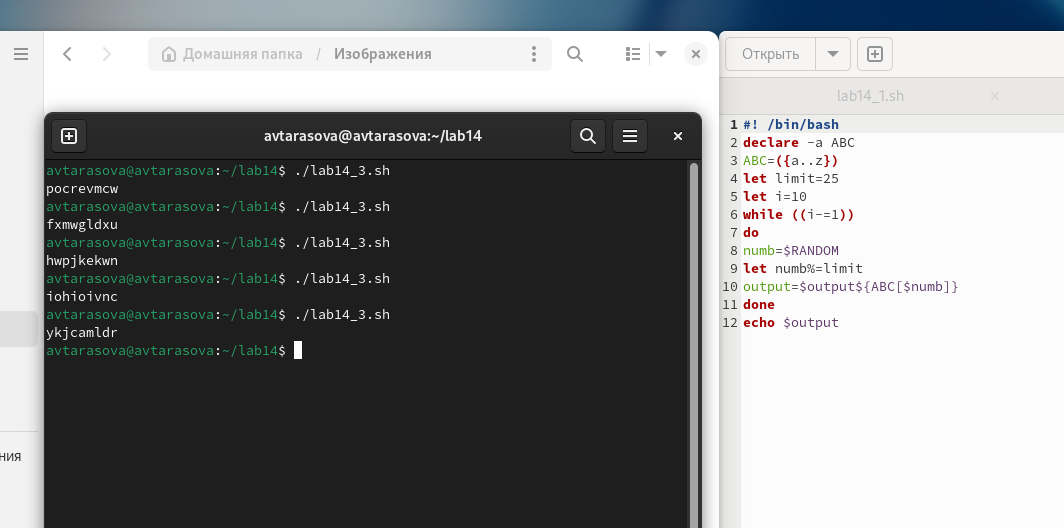 Домашняя папка / Изображения
Открыть
lab14_1.sh
avtarasova@avtarasova:~/lab14
avtarasova@avtarasova:~/lab14$ ./lab14_3.sh
pocrevmcw
avtarasova@avtarasova:~/lab14$ ./lab14_3.sh
fxmwgldxu
avtarasova@avtarasova:~/lab14$ ./lab14_3.sh
hwpjkekwn
avtarasova@avtarasova:~/lab14$ ./lab14_3.sh
iohioivnc
avtarasova@avtarasova:~/lab14$ ./lab14_3.sh
ykjcamldr
avtarasova@avtarasova:~/lab14$
ния
1 #! /bin/bash
2 declare -a ABC
3 ABC=({a..z})
4 let limit=25
5 let i=10
6 while ((i-=1))
7 do
8 numb=$RANDOM
9 let numb%=limit
10 output=$output${ABC[$numb]}
11 done
12 echo $output